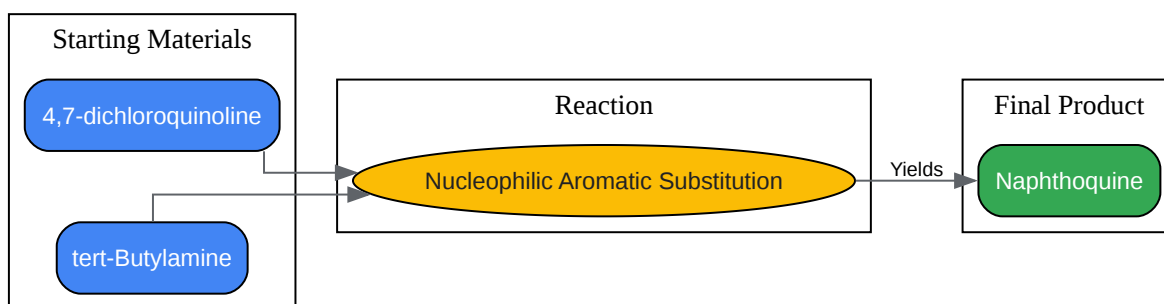 Starting Materials
4,7-dichloroquinoline
tert-Butylamine
Reaction
Nucleophilic Aromatic Substitution
Yields
Final Product
Naphthoquine